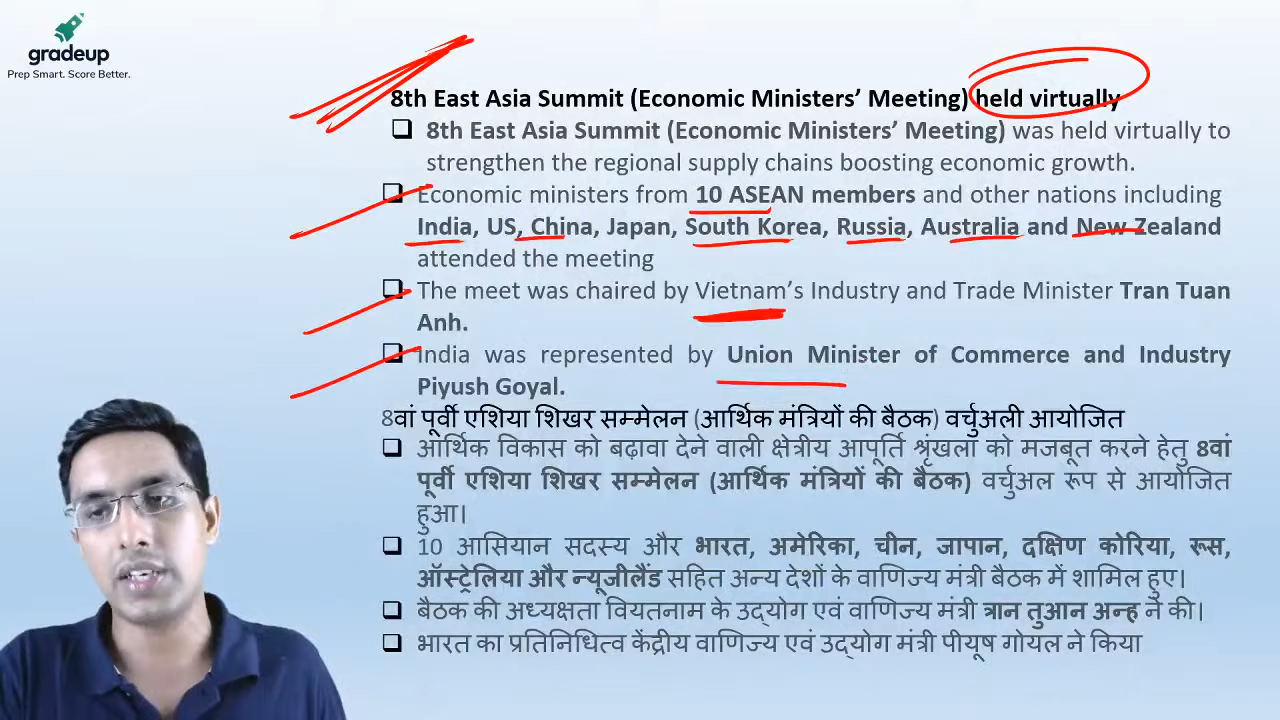 gradeup
Prep Smart. Score Better.
8th East Asia Summit (Economic Ministers’ Meeting) held virtually
❑ 8th East Asia Summit (Economic Ministers’ Meeting) was held virtually to
strengthen the regional supply chains boosting economic growth.
❑ Economic ministers from 10 ASEAN members and other nations including
India, US, China, Japan, South Korea, Russia, Australia and New Zealand
attended the meeting
❑ The meet was chaired by Vietnam’s Industry and Trade Minister Tran Tuan
Anh.
❑ India was represented by Union Minister of Commerce and Industry
Piyush Goyal.
8वां पूर्वी एशिया शिखर सम्मेलन (आर्थिक मंत्रियों की बैठक) वर्चुअली आयोजित
❑ आर्थिक विकास को बढ़ावा देने वाली क्षेत्रीय आपूर्ति श्रृंखला को मजबूत करने हेतु 8वां
पूर्वी एशिया शिखर सम्मेलन (आर्थिक मंत्रियों की बैठक) वर्चुअल रूप से आयोजित
हुआ।
❑ 10 आसियान सदस्य और भारत, अमेरिका, चीन, जापान, दक्षिण कोरिया, रूस,
ऑस्ट्रेलिया और न्यूजीलैंड सहित अन्य देशों के वाणिज्य मंत्री बैठक में शामिल हुए।
❑ बैठक की अध्यक्षता वियतनाम के उद्योग एवं वाणिज्य मंत्री त्रान तुआन अन्ह ने की।
❑ भारत का प्रतिनिधित्व केंद्रीय वाणिज्य एवं उद्योग मंत्री पीयूष गोयल ने किया